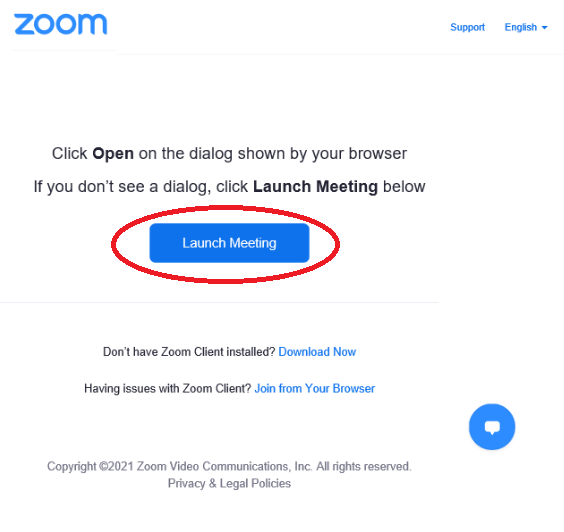 zoom
Support English
Click Open on the dialog shown by your browser
If you don't see a dialog, click Launch Meeting below
Launch Meeting
Don't have Zoom Client installed? Download Now
Having issues with Zoom Client? Join from Your Browser
Copyright ©2021 Zoom Video Communications, Inc. All rights reserved.
Privacy & Legal Policies